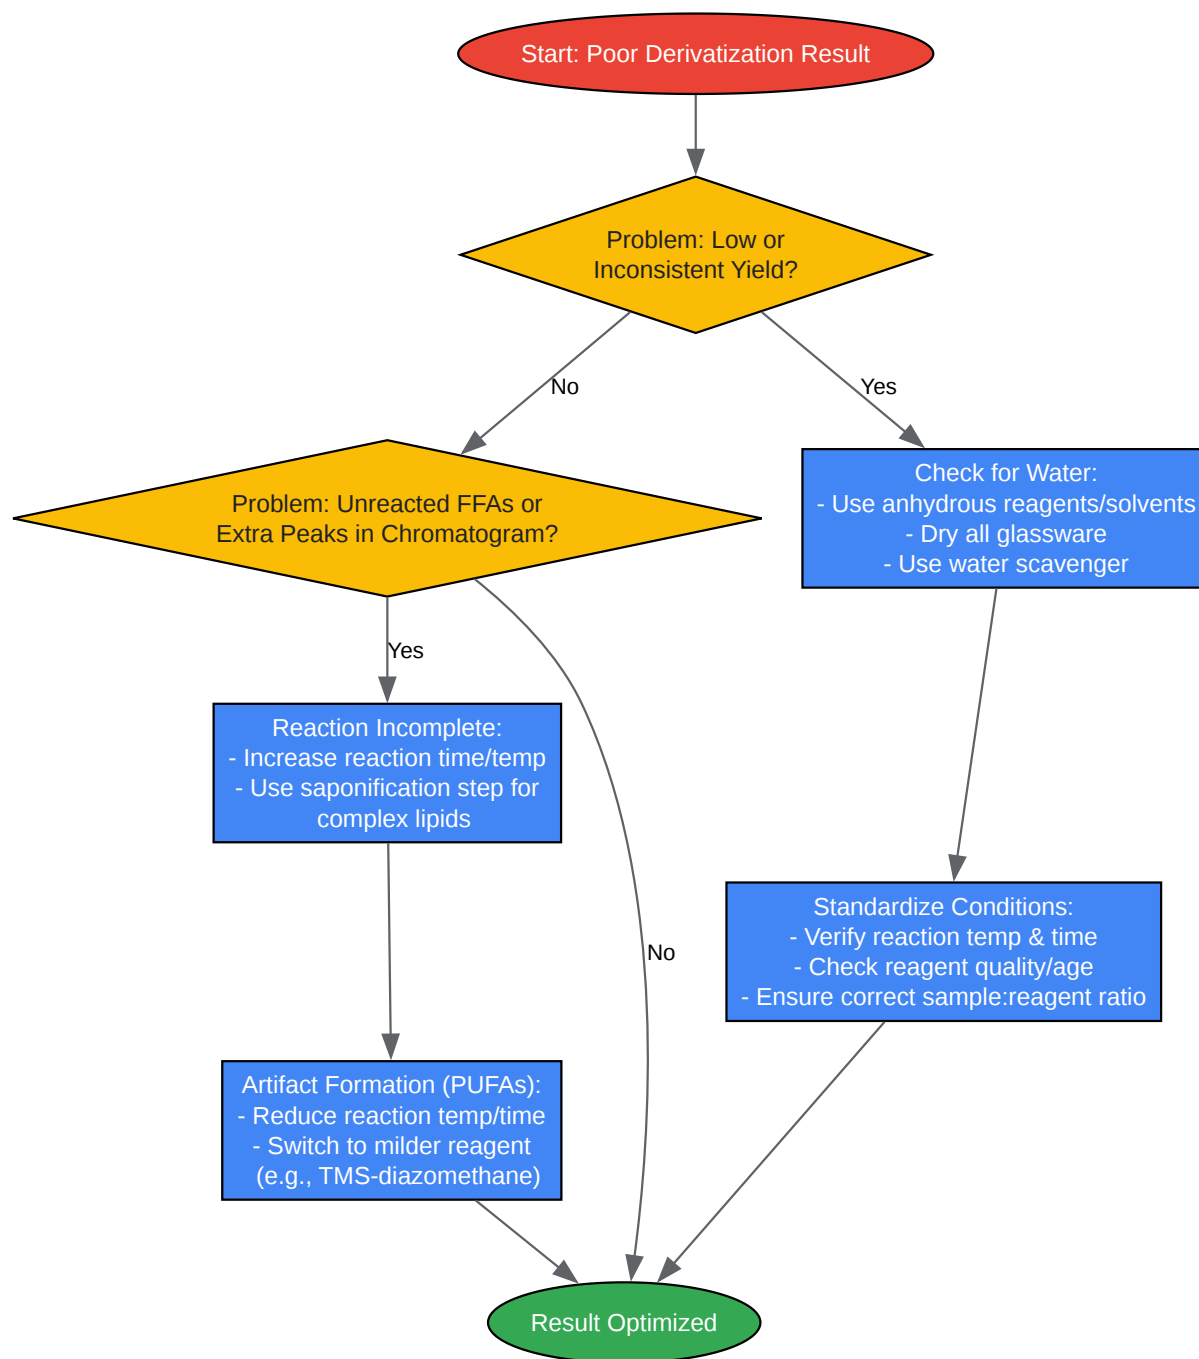 Start: Poor Derivatization Result
Problem: Low or
Inconsistent Yield?
No
Yes
Check for Water:
- Use anhydrous reagents/solvents
- Dry all glassware
- Use water scavenger
Problem: Unreacted FFAs or
Extra Peaks in Chromatogram?
Yes
No
Reaction Incomplete:
- Increase reaction time/temp
- Use saponification step for
complex lipids
Standardize Conditions:
- Verify reaction temp & time
- Check reagent quality/age
- Ensure correct sample:reagent ratio
Artifact Formation (PUFAs):
- Reduce reaction temp/time
- Switch to milder reagent
(e.g., TMS-diazomethane)
Result Optimized